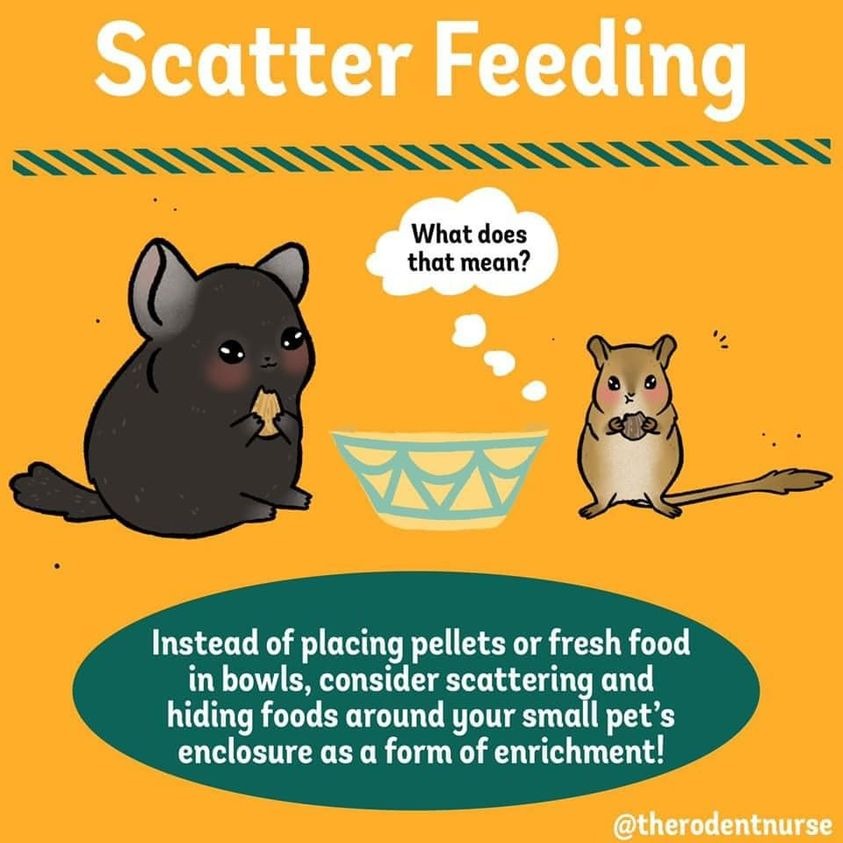 Scatter Feeding
What does
that mean?
Instead of placing pellets or fresh food
in bowls, consider scattering and
hiding foods around your small pet's
enclosure as a form of enrichment!
@therodentnurse